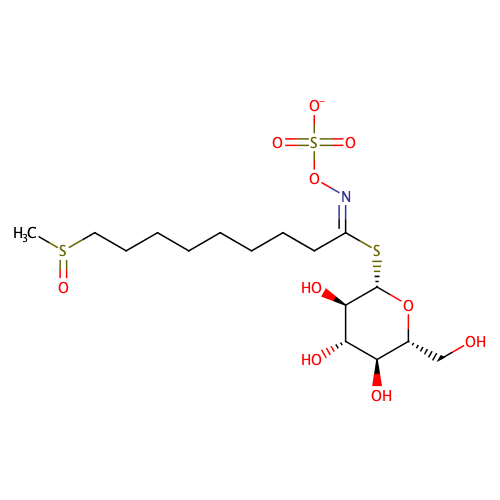 O⁻
O S O
O N
H₃C S S
O HO O
HO OH
OH